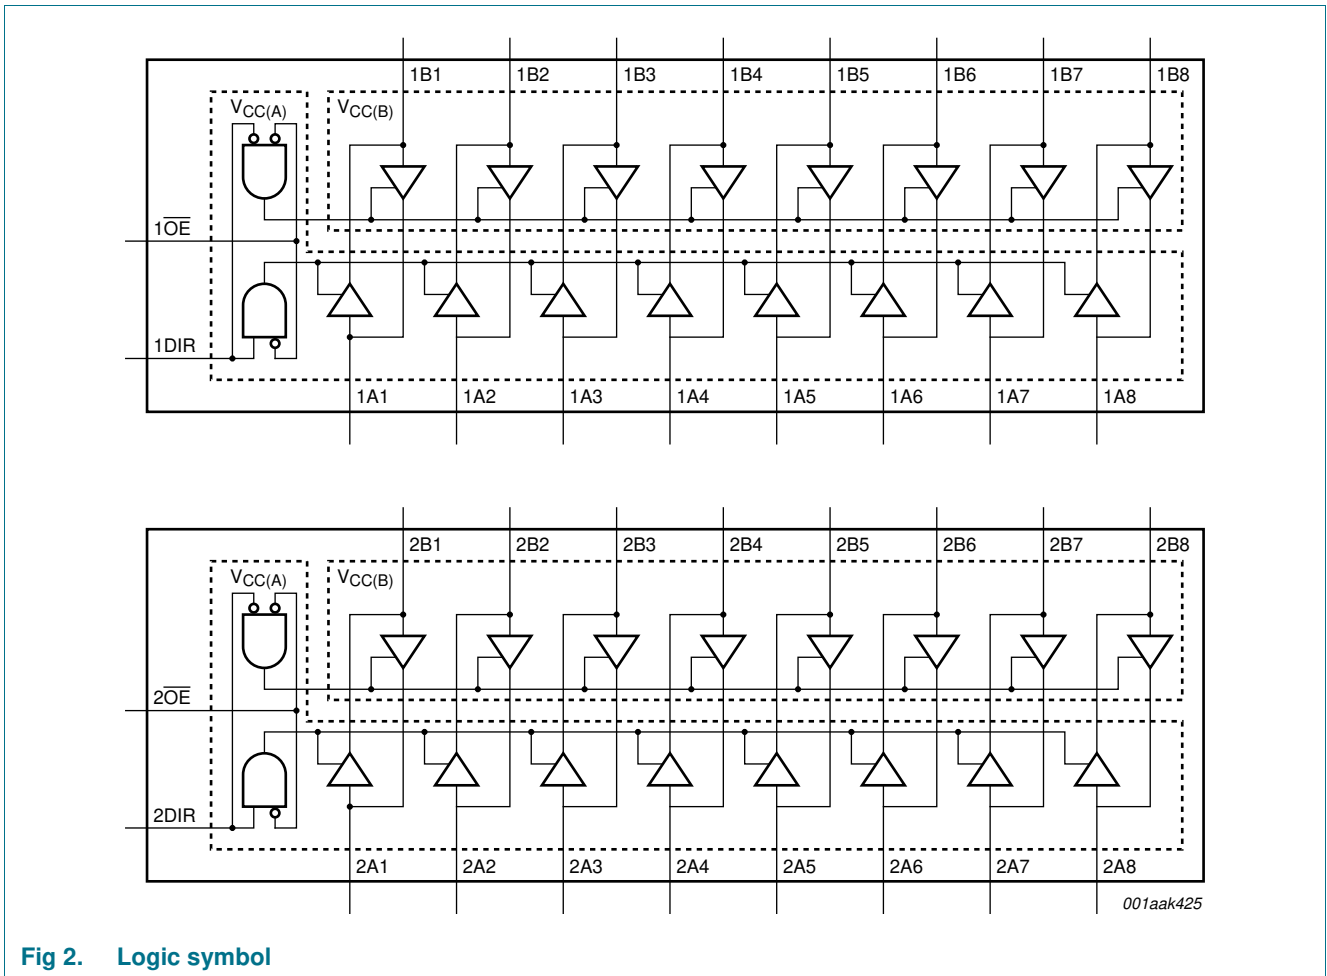 1B1 1B2 1B3 1B4 1B5 1B6 1B7 1B8
VCC(A) VCC(B)
1O̅E̅
1DIR
1A1 1A2 1A3 1A4 1A5 1A6 1A7 1A8
2B1 2B2 2B3 2B4 2B5 2B6 2B7 2B8
VCC(A) VCC(B)
2O̅E̅
2DIR
2A1 2A2 2A3 2A4 2A5 2A6 2A7 2A8
001aak425
Fig 2. Logic symbol